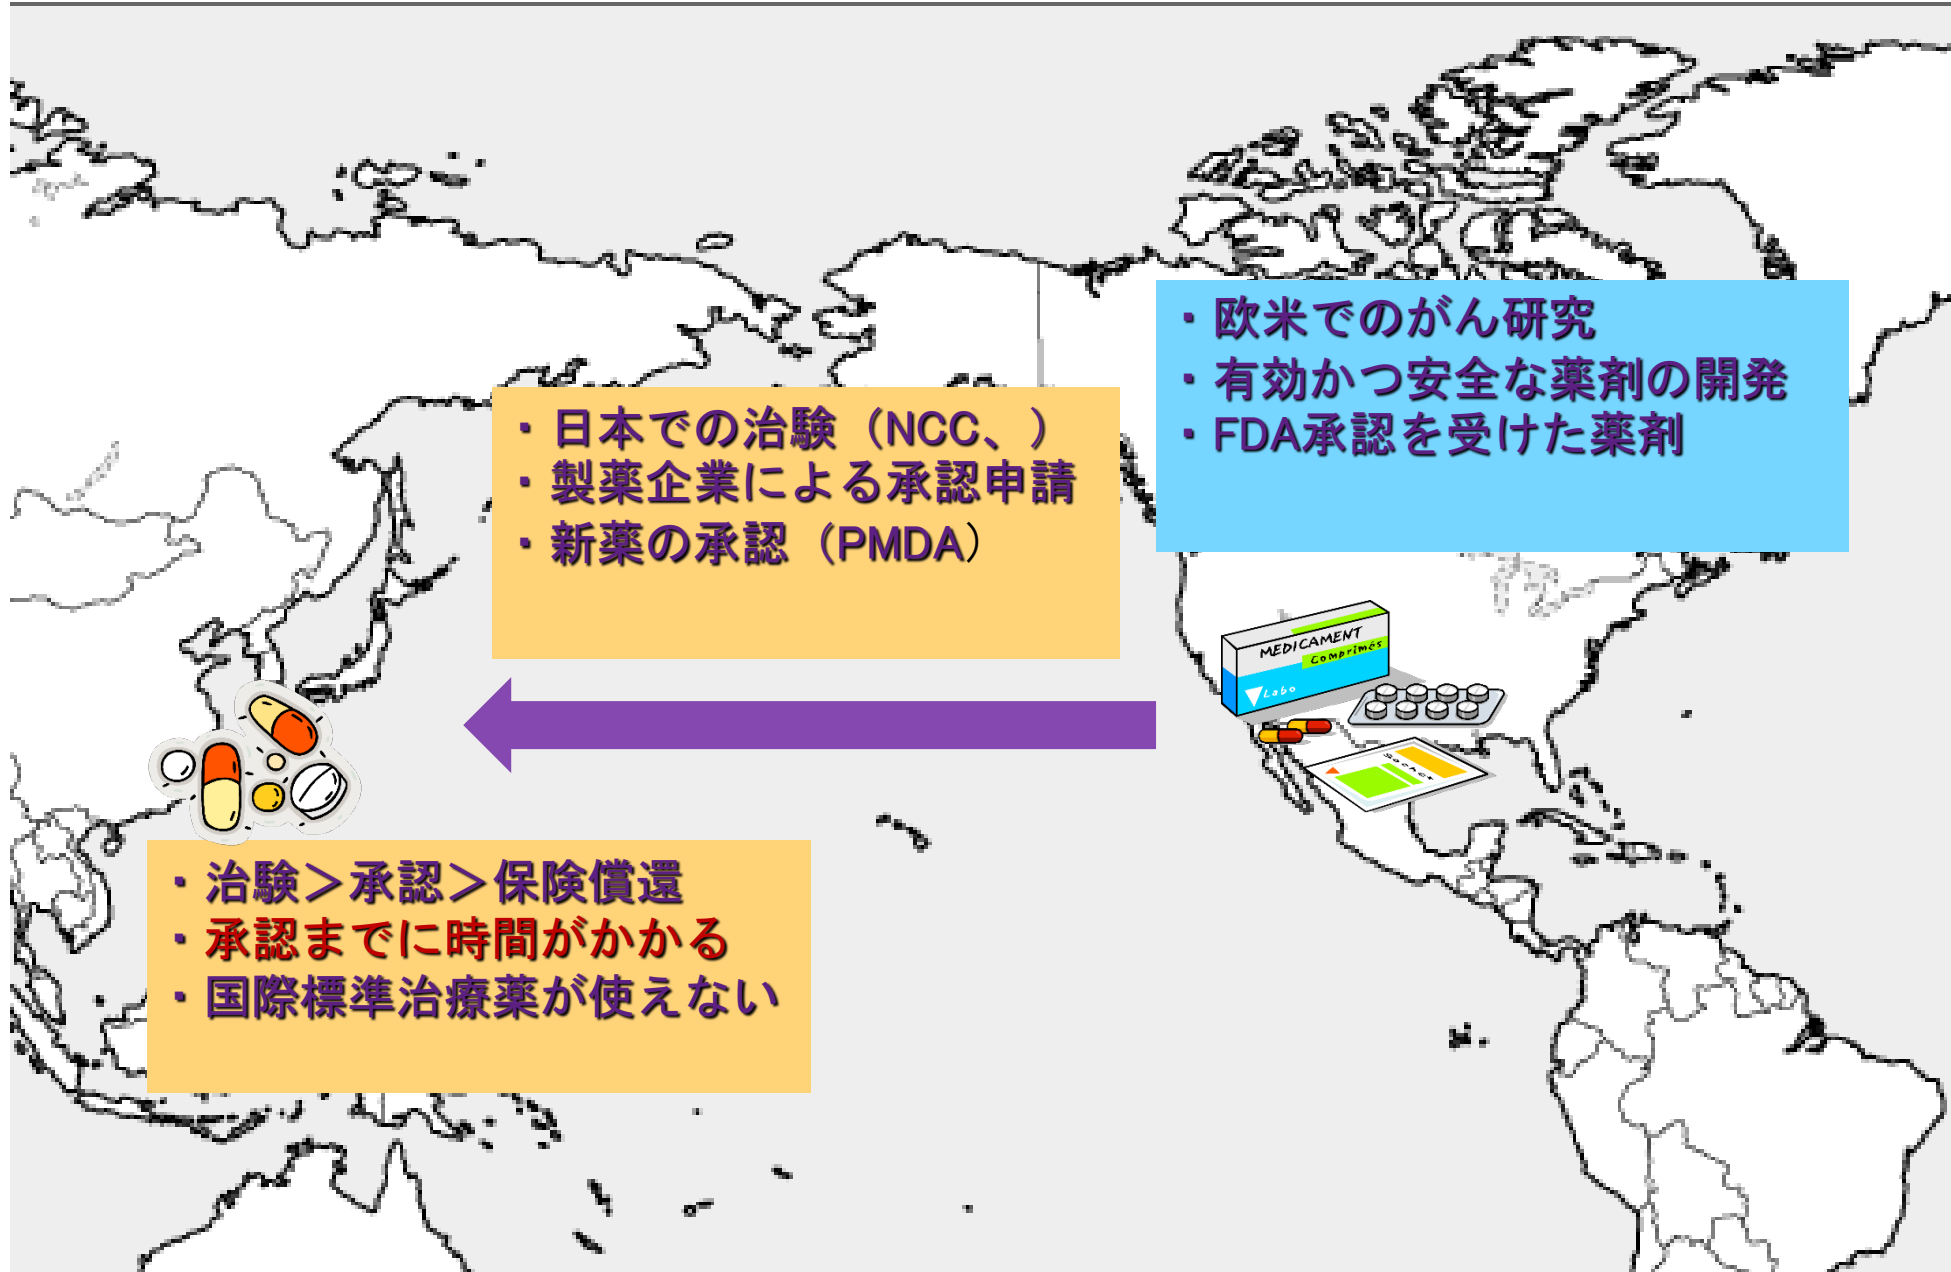 ・欧米でのがん研究
・有効かつ安全な薬剤の開発
・FDA承認を受けた薬剤
・日本での治験（NCC、）
・製薬企業による承認申請
・新薬の承認（PMDA）
MEDICAMENT
Comprimés
Labo
Sachet
・治験＞承認＞保険償還
・承認までに時間がかかる
・国際標準治療薬が使えない